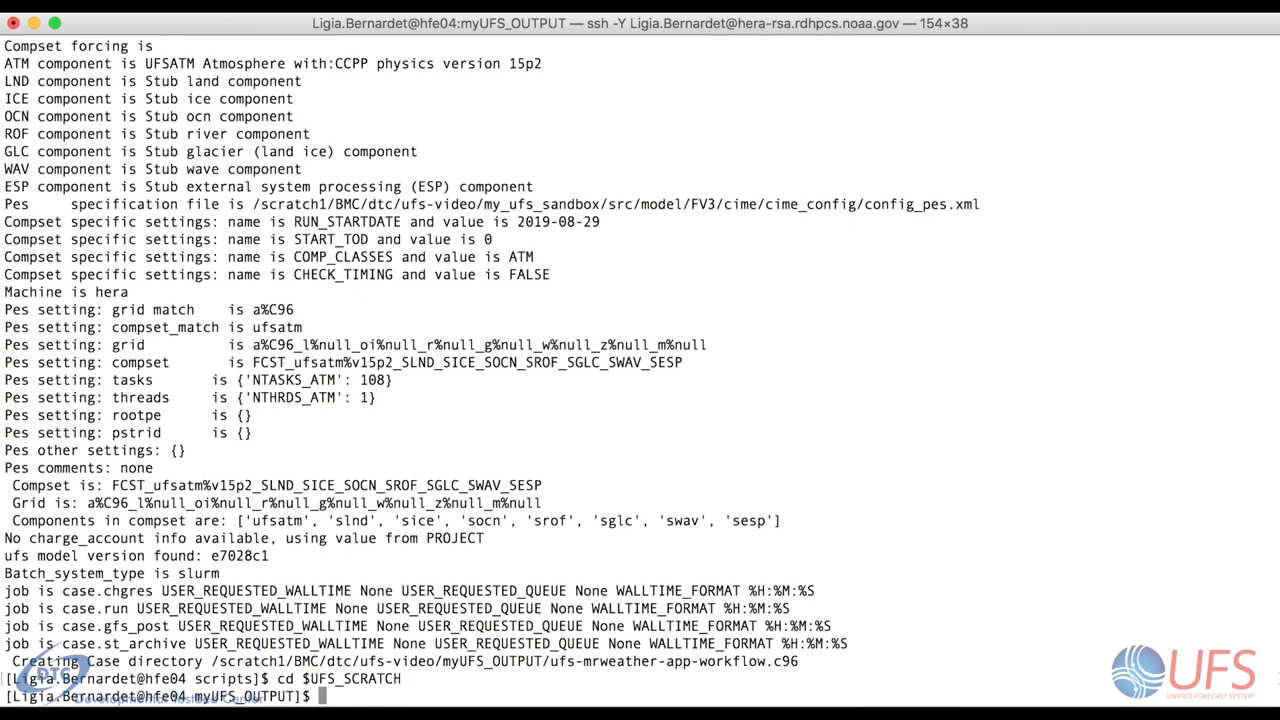 Ligia.Bernardet@hfe04:myUFS_OUTPUT — ssh -Y Ligia.Bernardet@hera-rsa.rdhpcs.noaa.gov — 154×38
Compset forcing is
ATM component is UFSATM Atmosphere with:CCPP physics version 15p2
LND component is Stub land component
ICE component is Stub ice component
OCN component is Stub ocn component
ROF component is Stub river component
GLC component is Stub glacier (land ice) component
WAV component is Stub wave component
ESP component is Stub external system processing (ESP) component
Pes     specification file is /scratch1/BMC/dtc/ufs-video/my_ufs_sandbox/src/model/FV3/cime/cime_config/config_pes.xml
Compset specific settings: name is RUN_STARTDATE and value is 2019-08-29
Compset specific settings: name is START_TOD and value is 0
Compset specific settings: name is COMP_CLASSES and value is ATM
Compset specific settings: name is CHECK_TIMING and value is FALSE
Machine is hera
Pes setting: grid match    is a%C96
Pes setting: compset_match is ufsatm
Pes setting: grid          is a%C96_l%null_oi%null_r%null_g%null_w%null_z%null_m%null
Pes setting: compset       is FCST_ufsatm%v15p2_SLND_SICE_SOCN_SROF_SGLC_SWAV_SESP
Pes setting: tasks       is {'NTASKS_ATM': 108}
Pes setting: threads     is {'NTHRDS_ATM': 1}
Pes setting: rootpe      is {}
Pes setting: pstrid      is {}
Pes other settings: {}
Pes comments: none
Compset is: FCST_ufsatm%v15p2_SLND_SICE_SOCN_SROF_SGLC_SWAV_SESP
Grid is: a%C96_l%null_oi%null_r%null_g%null_w%null_z%null_m%null
Components in compset are: ['ufsatm', 'slnd', 'sice', 'socn', 'srof', 'sglc', 'swav', 'sesp']
No charge_account info available, using value from PROJECT
ufs model version found: e7028c1
Batch_system_type is slurm
job is case.chgres USER_REQUESTED_WALLTIME None USER_REQUESTED_QUEUE None WALLTIME_FORMAT %H:%M:%S
job is case.run USER_REQUESTED_WALLTIME None USER_REQUESTED_QUEUE None WALLTIME_FORMAT %H:%M:%S
job is case.gfs_post USER_REQUESTED_WALLTIME None USER_REQUESTED_QUEUE None WALLTIME_FORMAT %H:%M:%S
job is case.st_archive USER_REQUESTED_WALLTIME None USER_REQUESTED_QUEUE None WALLTIME_FORMAT %H:%M:%S
Creating Case directory /scratch1/BMC/dtc/ufs-video/myUFS_OUTPUT/ufs-mrweather-app-workflow.c96
[Ligia.Bernardet@hfe04 scripts]$ cd $UFS_SCRATCH
[Ligia.Bernardet@hfe04 myUFS_OUTPUT]$
DTC
Developmental Testbed Center
UFS
UNIFIED FORECAST SYSTEM